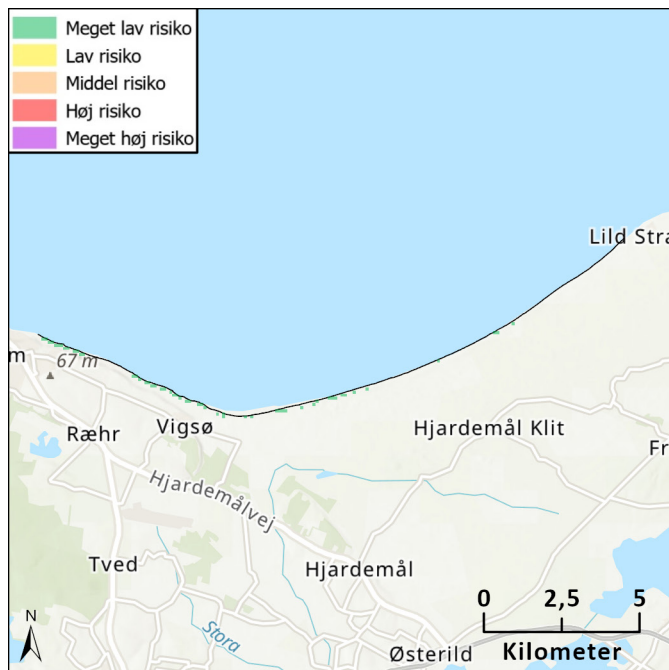 Meget lav risiko
Lav risiko
Middel risiko
Høj risiko
Meget høj risiko
Lild Stra
m
67 m
Vigsø
Ræhr
Hjardemål Klit
Fr
Hjardemålvej
Tved
Hjardemål
Stora
Østerild
N
0 2,5 5
Kilometer